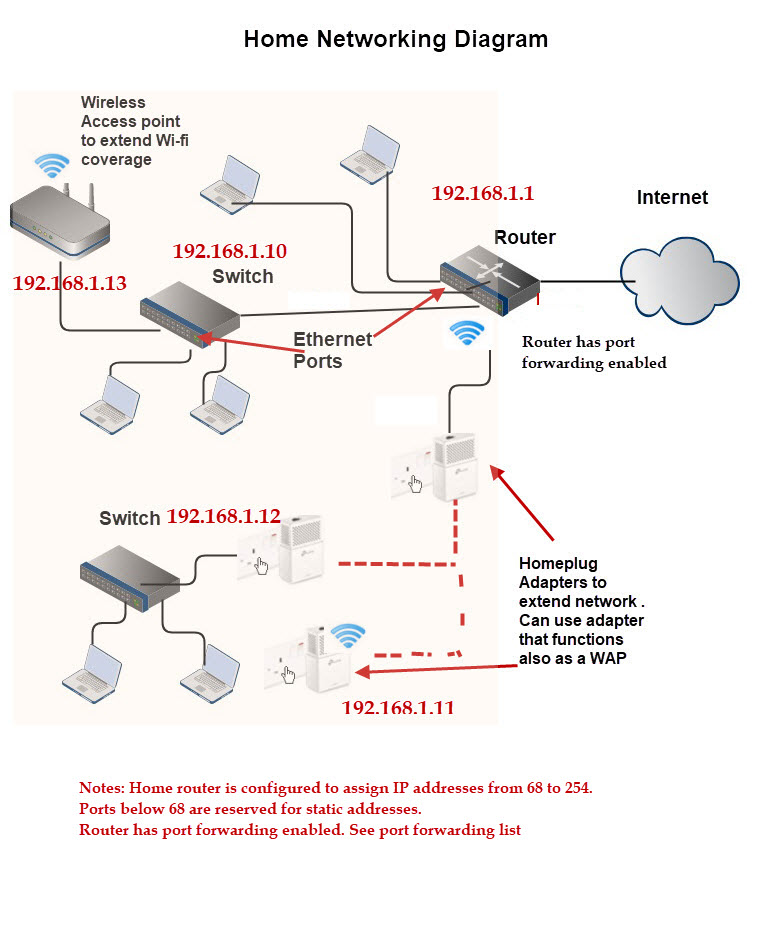 Home Networking Diagram
Wireless
Access point
to extend Wi-fi
coverage
192.168.1.1
Internet
Router
192.168.1.10
Switch
192.168.1.13
Ethernet
Ports
Router has port
forwarding enabled
Switch 192.168.1.12
Homeplug
Adapters to
extend network .
Can use adapter
that functions
also as a WAP
192.168.1.11
Notes: Home router is configured to assign IP addresses from 68 to 254.
Ports below 68 are reserved for static addresses.
Router has port forwarding enabled. See port forwarding list